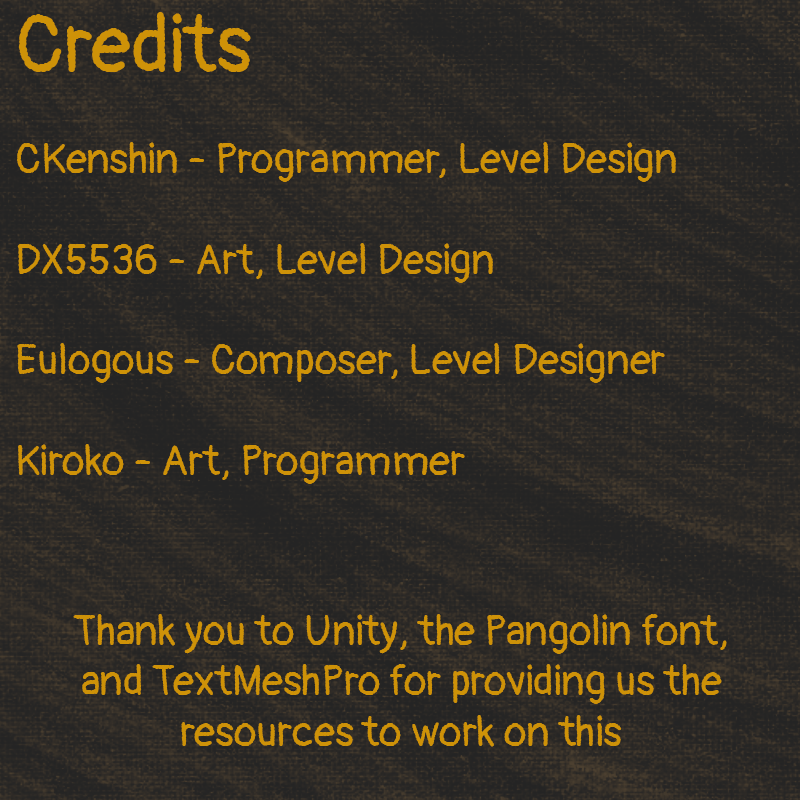 Credits
CKenshin - Programmer, Level Design
DX5536 - Art, Level Design
Eulogous - Composer, Level Designer
Kiroko - Art, Programmer
Thank you to Unity, the Pangolin font,
and TextMeshPro for providing us the
resources to work on this